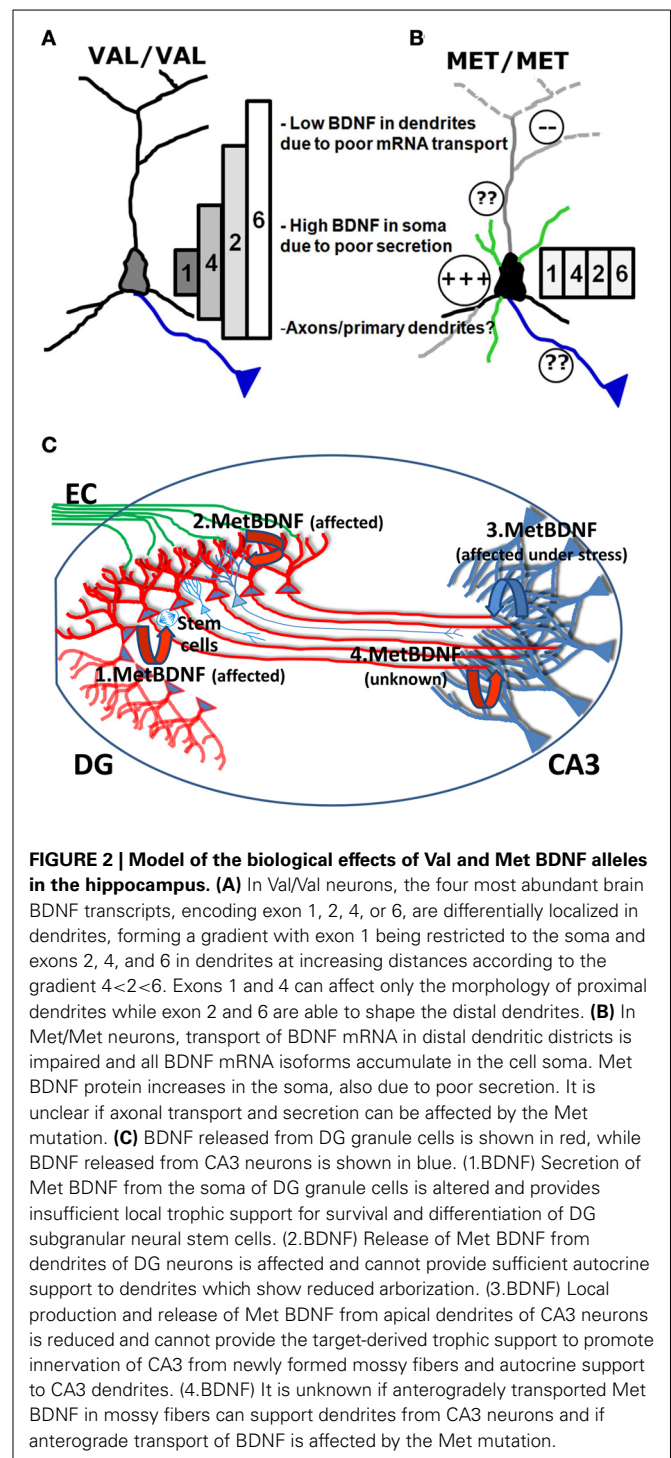 A
B
VAL/VAL
MET/MET
- Low BDNF in dendrites
due to poor mRNA transport
--
6
??
2
- High BDNF in soma
due to poor secretion
4
1
+++
1 4 2 6
-Axons/primary dendrites?
??
C
EC
2.MetBDNF (affected)
3.MetBDNF
(affected under stress)
Stem
cells
4.MetBDNF
(unknown)
1.MetBDNF (affected)
DG
CA3
FIGURE 2 | Model of the biological effects of Val and Met BDNF alleles
in the hippocampus. (A) In Val/Val neurons, the four most abundant brain
BDNF transcripts, encoding exon 1, 2, 4, or 6, are differentially localized in
dendrites, forming a gradient with exon 1 being restricted to the soma and
exons 2, 4, and 6 in dendrites at increasing distances according to the
gradient 4<2<6. Exons 1 and 4 can affect only the morphology of proximal
dendrites while exon 2 and 6 are able to shape the distal dendrites. (B) In
Met/Met neurons, transport of BDNF mRNA in distal dendritic districts is
impaired and all BDNF mRNA isoforms accumulate in the cell soma. Met
BDNF protein increases in the soma, also due to poor secretion. It is
unclear if axonal transport and secretion can be affected by the Met
mutation. (C) BDNF released from DG granule cells is shown in red, while
BDNF released from CA3 neurons is shown in blue. (1.BDNF) Secretion of
Met BDNF from the soma of DG granule cells is altered and provides
insufficient local trophic support for survival and differentiation of DG
subgranular neural stem cells. (2.BDNF) Release of Met BDNF from
dendrites of DG neurons is affected and cannot provide sufficient autocrine
support to dendrites which show reduced arborization. (3.BDNF) Local
production and release of Met BDNF from apical dendrites of CA3 neurons
is reduced and cannot provide the target-derived trophic support to promote
innervation of CA3 from newly formed mossy fibers and autocrine support
to CA3 dendrites. (4.BDNF) It is unknown if anterogradely transported Met
BDNF in mossy fibers can support dendrites from CA3 neurons and if
anterograde transport of BDNF is affected by the Met mutation.